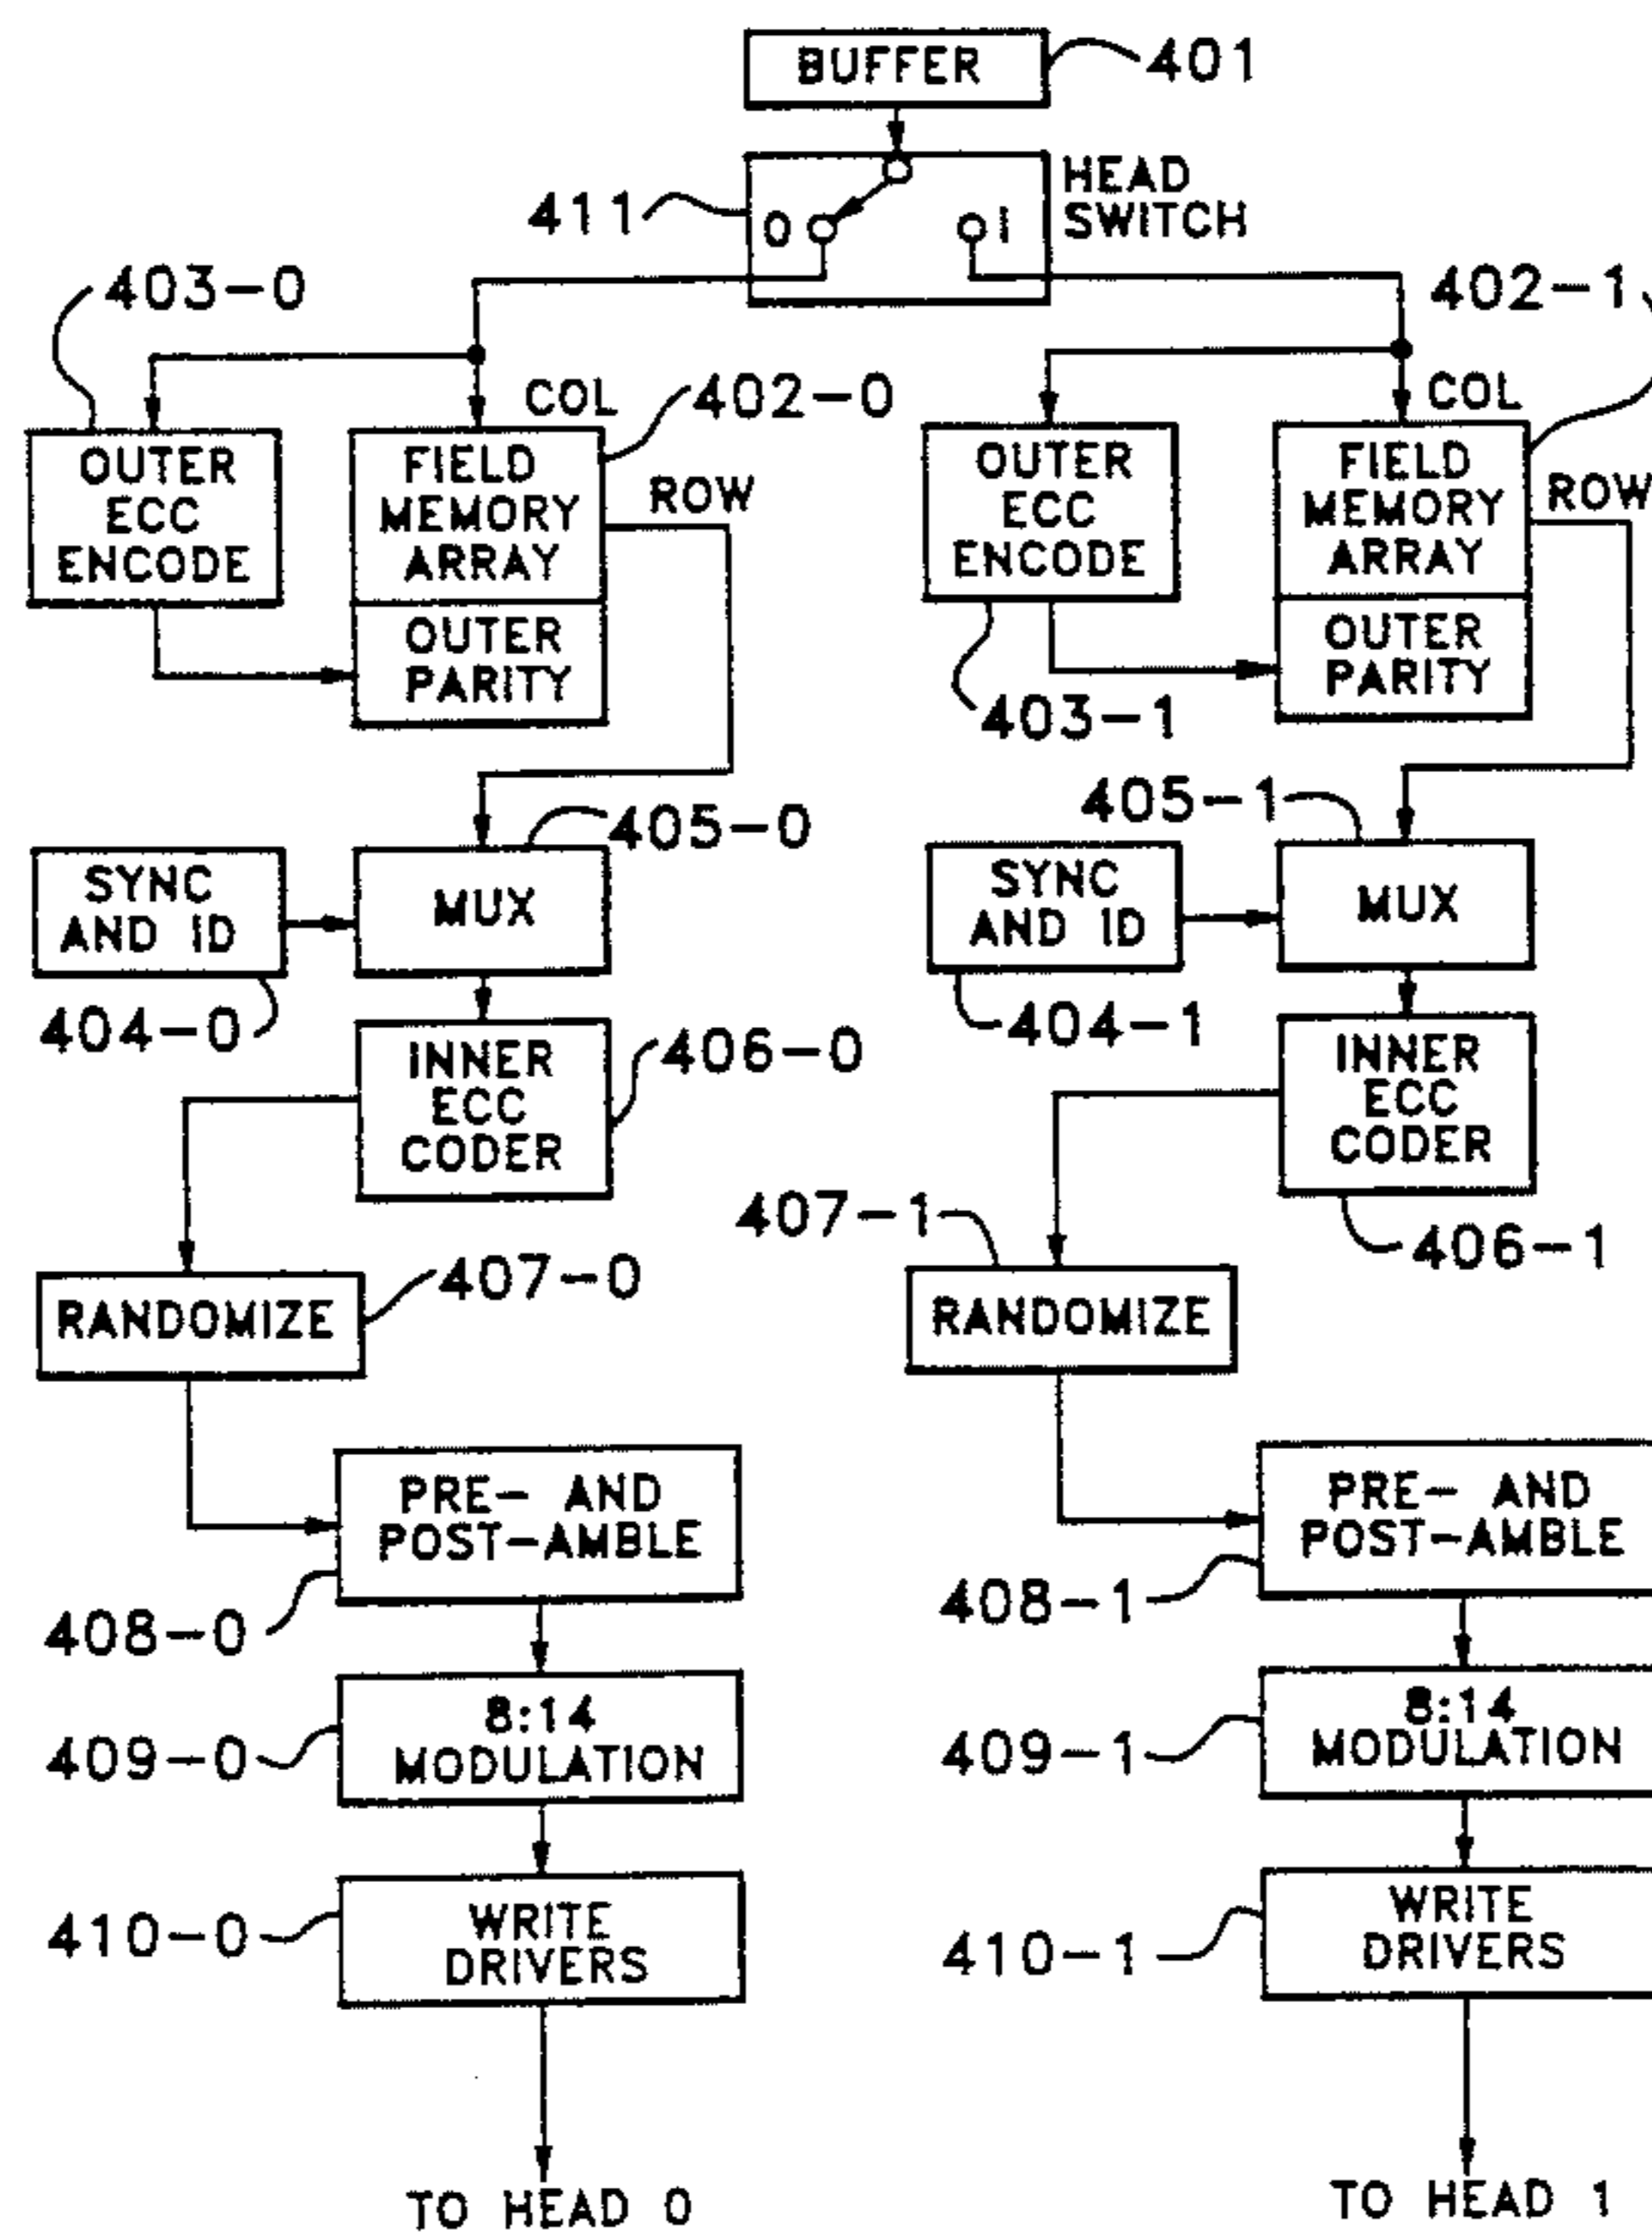 BUFFER
401
HEAD
SWITCH
411
0
1
403-0
402-1
COL
402-0
COL
OUTER
ECC
ENCODE
FIELD
MEMORY
ARRAY
ROW
OUTER
PARITY
OUTER
ECC
ENCODE
FIELD
MEMORY
ARRAY
ROW
OUTER
PARITY
403-1
405-0
405-1
SYNC
AND ID
MUX
SYNC
AND ID
MUX
404-0
404-1
INNER
ECC
CODER
406-0
INNER
ECC
CODER
407-1
406-1
407-0
RANDOMIZE
RANDOMIZE
PRE- AND
POST-AMBLE
PRE- AND
POST-AMBLE
408-0
408-1
8:14
MODULATION
409-0
8:14
MODULATION
409-1
WRITE
DRIVERS
410-0
WRITE
DRIVERS
410-1
TO HEAD 0
TO HEAD 1